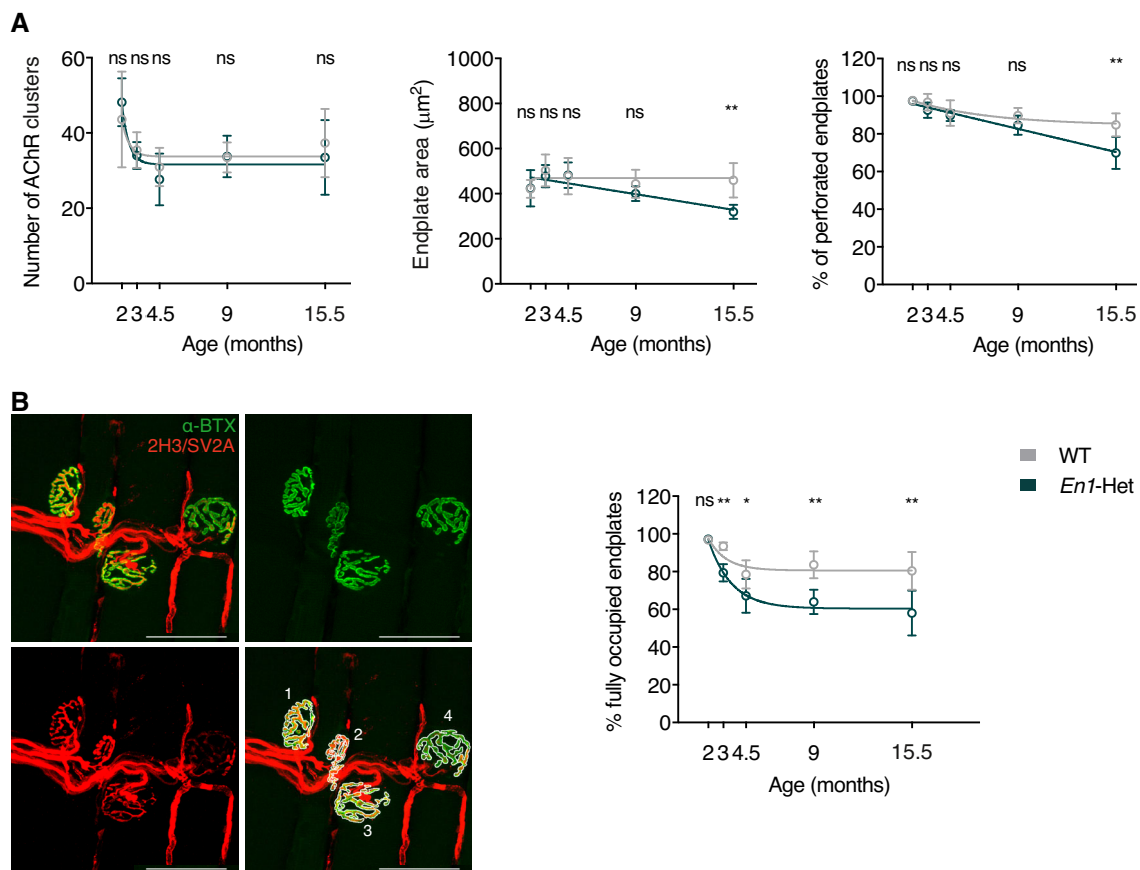 A
Number of AChR clusters
ns ns ns ns ns
60
40
20
0
2 3 4.5 9 15.5
Age (months)
Endplate area (μm²)
ns ns ns ns **
1000
800
600
400
200
0
2 3 4.5 9 15.5
Age (months)
% of perforated endplates
ns ns ns ns **
120
100
80
60
40
20
0
2 3 4.5 9 15.5
Age (months)
B
α-BTX
2H3/SV2A
1
2
3
4
% fully occupied endplates
ns ** * ** **
120
100
80
60
40
20
0
2 3 4.5 9 15.5
Age (months)
WT
En1-Het